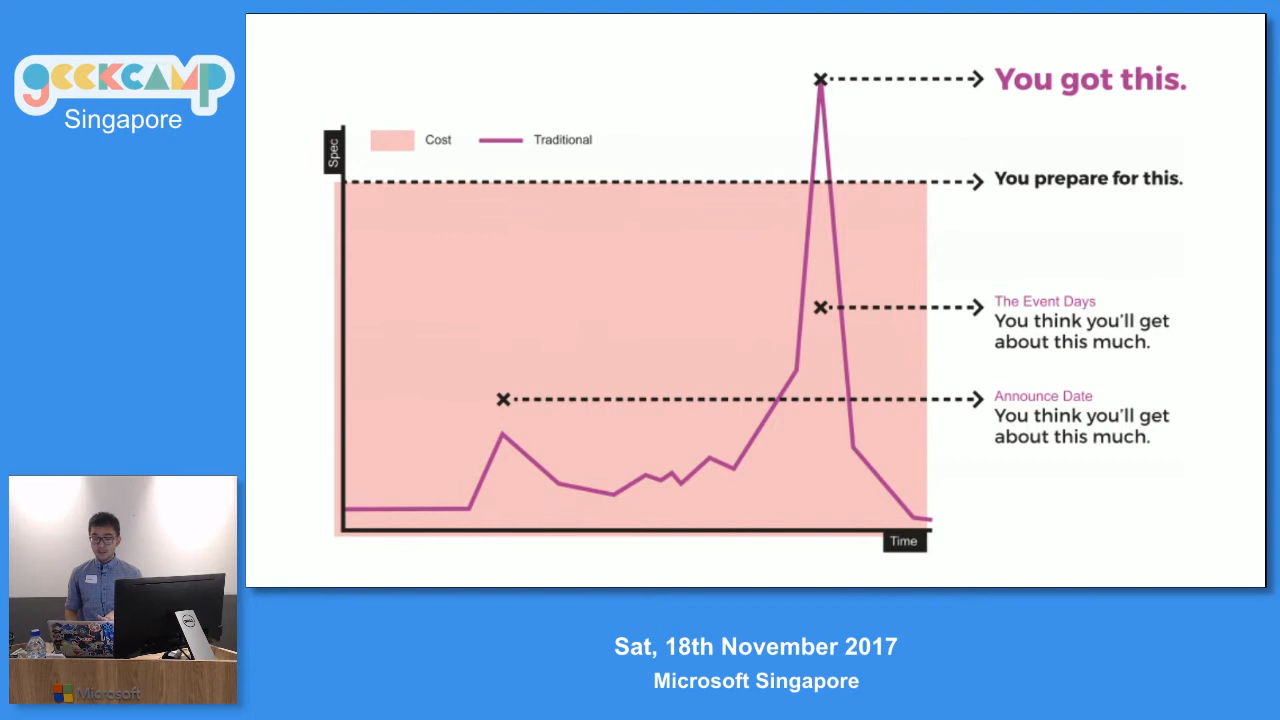 geekcamp
Singapore
You got this.
Cost
Traditional
Spec
You prepare for this.
The Event Days
You think you'll get
about this much.
Announce Date
You think you'll get
about this much.
Time
DELL
Microsoft
Sat, 18th November 2017
Microsoft Singapore